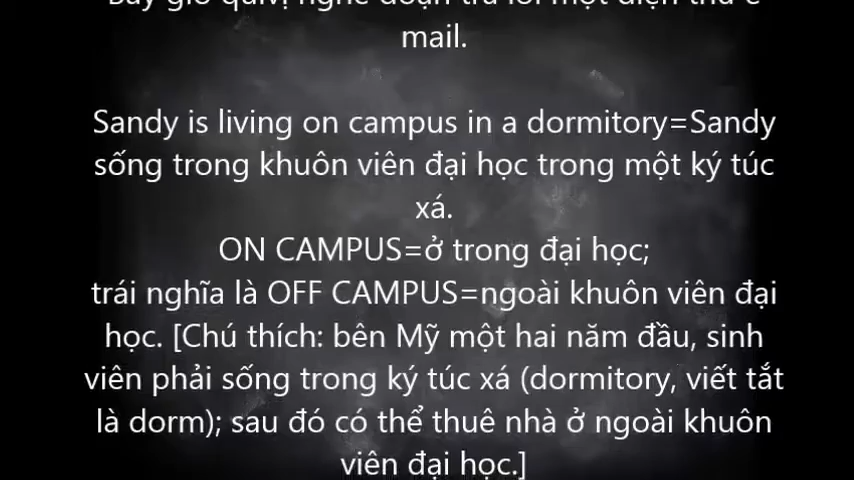 Bây giờ quívị nghe đoạn trả lời một điện thư e
mail.
Sandy is living on campus in a dormitory=Sandy
sống trong khuôn viên đại học trong một ký túc
xá.
ON CAMPUS=ở trong đại học;
trái nghĩa là OFF CAMPUS=ngoài khuôn viên đại
học. [Chú thích: bên Mỹ một hai năm đầu, sinh
viên phải sống trong ký túc xá (dormitory, viết tắt
là dorm); sau đó có thể thuê nhà ở ngoài khuôn
viên đại học.]